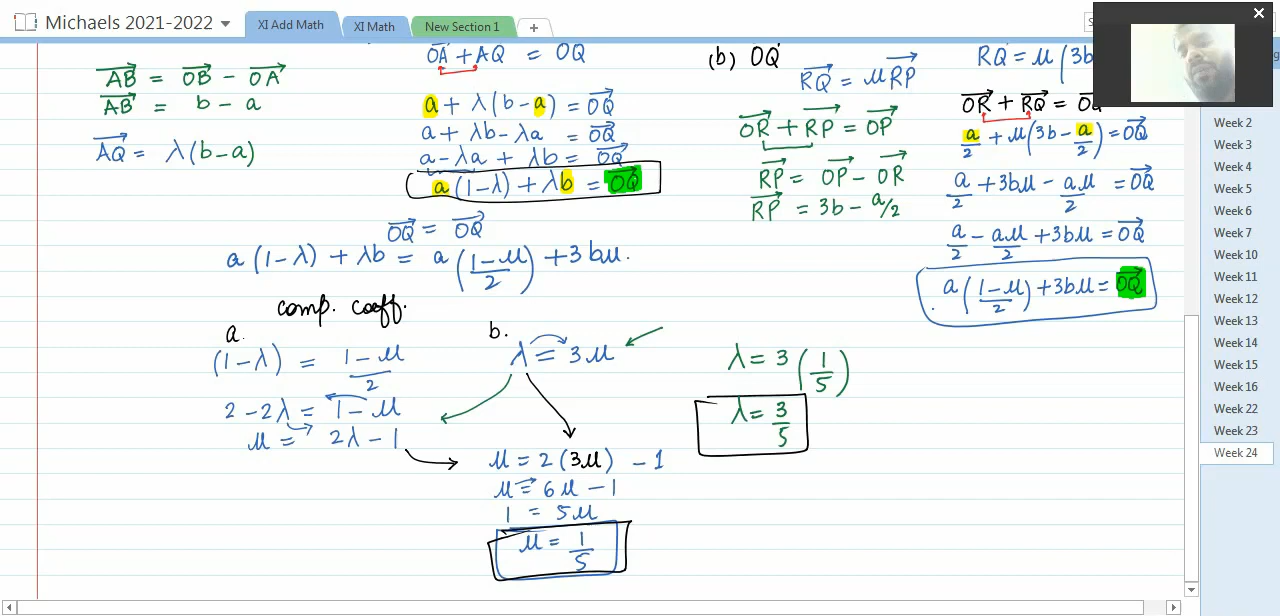 Michaels 2021-2022
XI Add Math
XI Math
New Section 1
AB = OB - OA
AB = b - a
AQ = λ(b-a)
OA + AQ = OQ
a + λ(b-a) = OQ
a + λb - λa = OQ
a - λa + λb = OQ
a(1-λ) + λb = OQ
OQ = OQ
a(1-λ) + λb = a(1-μ/2) + 3bμ.
comp. coeff.
a.
(1-λ) = 1-μ/2
2-2λ = 1-μ
μ = 2λ-1
b.
λ = 3μ
μ = 2(3μ) - 1
μ = 6μ - 1
1 = 5μ
μ = 1/5
λ = 3(1/5)
λ = 3/5
(b) OQ
RQ = μRP
OR + RP = OP
RP = OP - OR
RP = 3b - a/2
RQ = μ(3b
OR + RQ = OQ
a/2 + μ(3b - a/2) = OQ
a/2 + 3bμ - aμ/2 = OQ
a/2 - aμ/2 + 3bμ = OQ
a(1-μ/2) + 3bμ = OQ
Week 2
Week 3
Week 4
Week 5
Week 6
Week 7
Week 10
Week 11
Week 12
Week 13
Week 14
Week 15
Week 16
Week 22
Week 23
Week 24